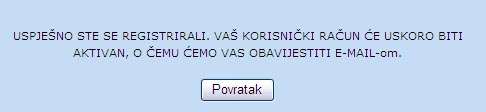 USPJEŠNO STE SE REGISTRIRALI. VAŠ KORISNIČKI RAČUN ĆE USKORO BITI
AKTIVAN, O ČEMU ĆEMO VAS OBAVIJESTITI E-MAIL-om.
Povratak